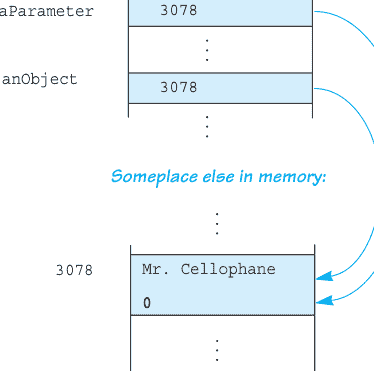 aParameter 3078
anObject 3078
Someplace else in memory:
3078 Mr. Cellophane
0